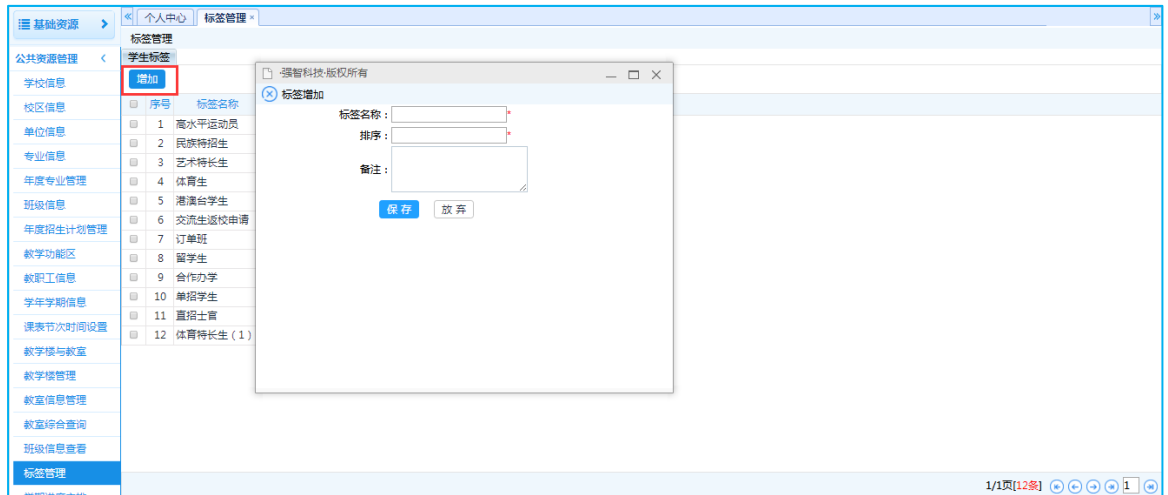 基础资源
公共资源管理
学校信息
校区信息
单位信息
专业信息
年度专业管理
班级信息
年度招生计划管理
教学功能区
教职工信息
学年学期信息
课表节次时间设置
教学楼与教室
教学楼管理
教室信息管理
教室综合查询
班级信息查看
标签管理
个人中心 标签管理
标签管理
学生标签
增加
序号 标签名称
1 高水平运动员
2 民族特招生
3 艺术特长生
4 体育生
5 港澳台学生
6 交流生返校申请
7 订单班
8 留学生
9 合作办学
10 单招学生
11 直招士官
12 体育特长生（1）
·强智科技·版权所有
标签增加
标签名称： *
排序： *
备注：
保存 放弃
1/1页[12条] 1